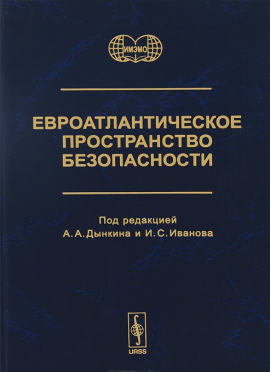 ИМЭМО
ЕВРОАТЛАНТИЧЕСКОЕ
ПРОСТРАНСТВО
БЕЗОПАСНОСТИ
Под редакцией
А.А.Дынкина и И.С.Иванова
URSS